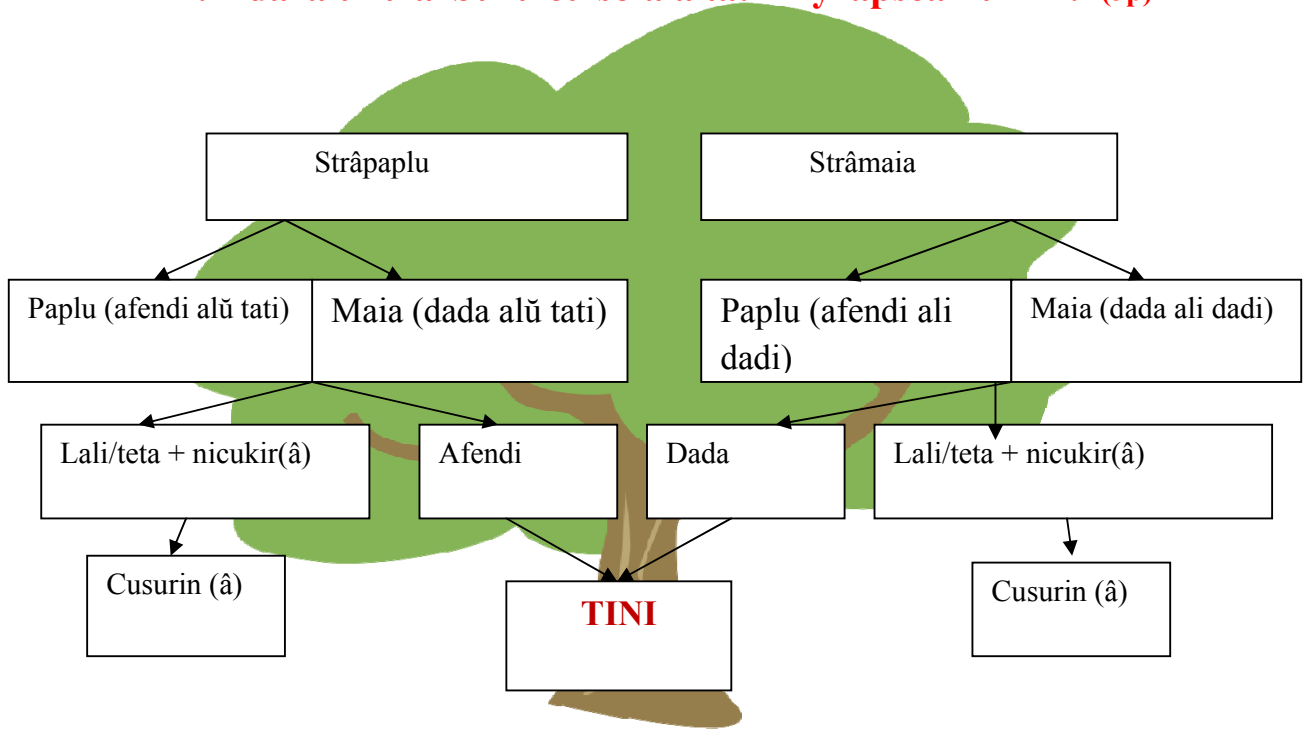 Strâpaplu
Strâmaia
Paplu (afendi alŭ tati)
Maia (dada alŭ tati)
Paplu (afendi ali
dadi)
Maia (dada ali dadi)
Lali/teta + nicukir(â)
Afendi
Dada
Lali/teta + nicukir(â)
Cusurin (â)
TINI
Cusurin (â)